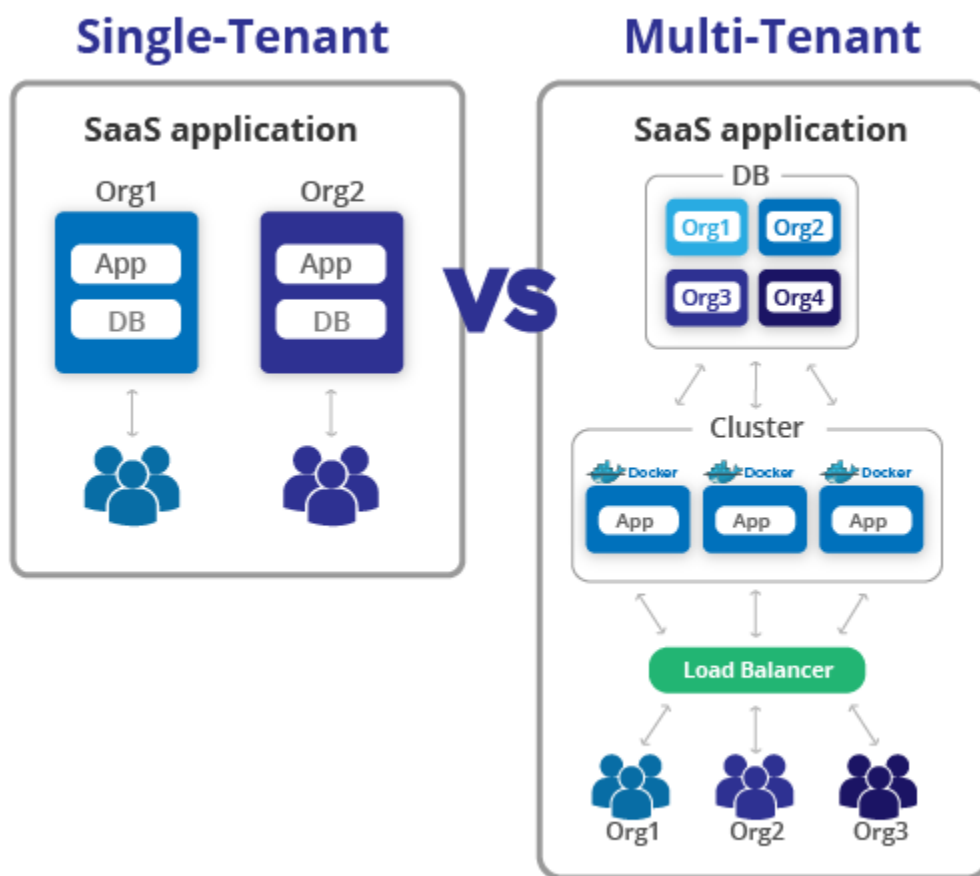 Single-Tenant
SaaS application
Org1 Org2
App App
DB DB
VS
Multi-Tenant
SaaS application
DB
Org1 Org2
Org3 Org4
Cluster
Docker Docker Docker
App App App
Load Balancer
Org1 Org2 Org3